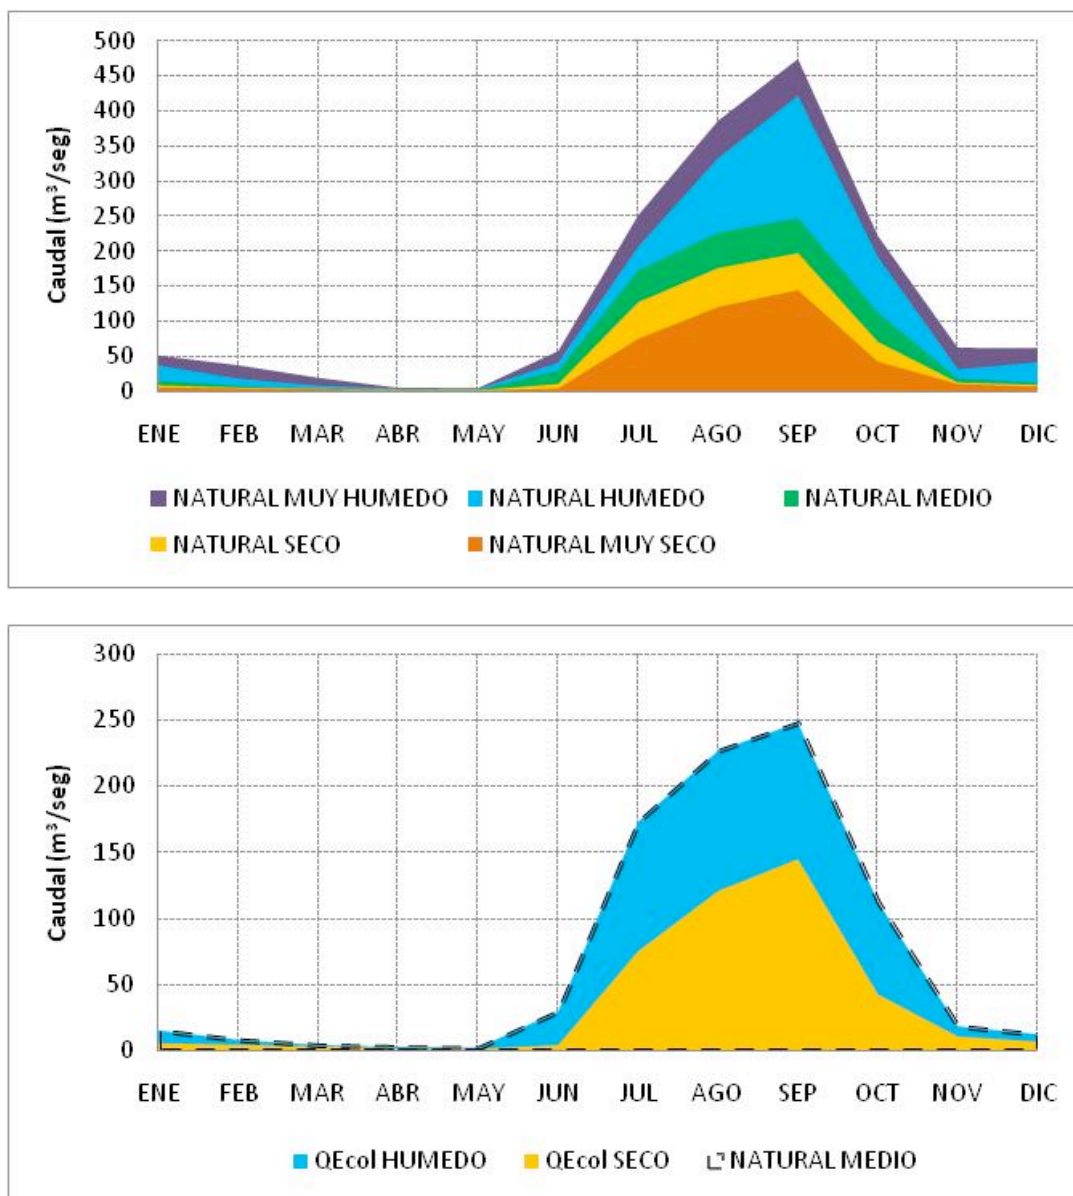 500
450
400
350
300
250
200
150
100
50
0
Caudal (m³/seg)
ENE FEB MAR ABR MAY JUN JUL AGO SEP OCT NOV DIC
NATURAL MUY HUMEDO NATURAL HUMEDO NATURAL MEDIO
NATURAL SECO NATURAL MUY SECO
300
250
200
150
100
50
0
Caudal (m³/seg)
ENE FEB MAR ABR MAY JUN JUL AGO SEP OCT NOV DIC
QEcol HUMEDO QEcol SECO NATURAL MEDIO